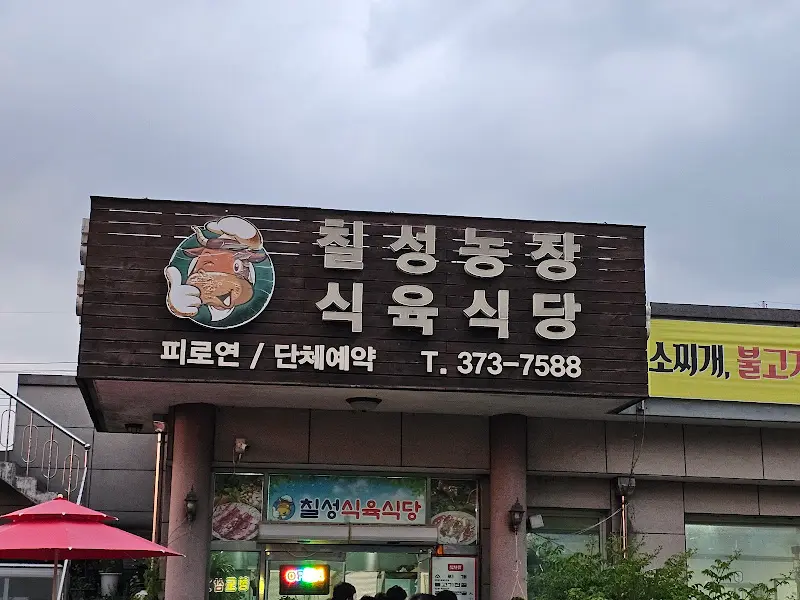 칠성농장
식육식당
피로연 / 단체예약 T. 373-7588
소찌개, 불고기
칠성식육식당
OPEN